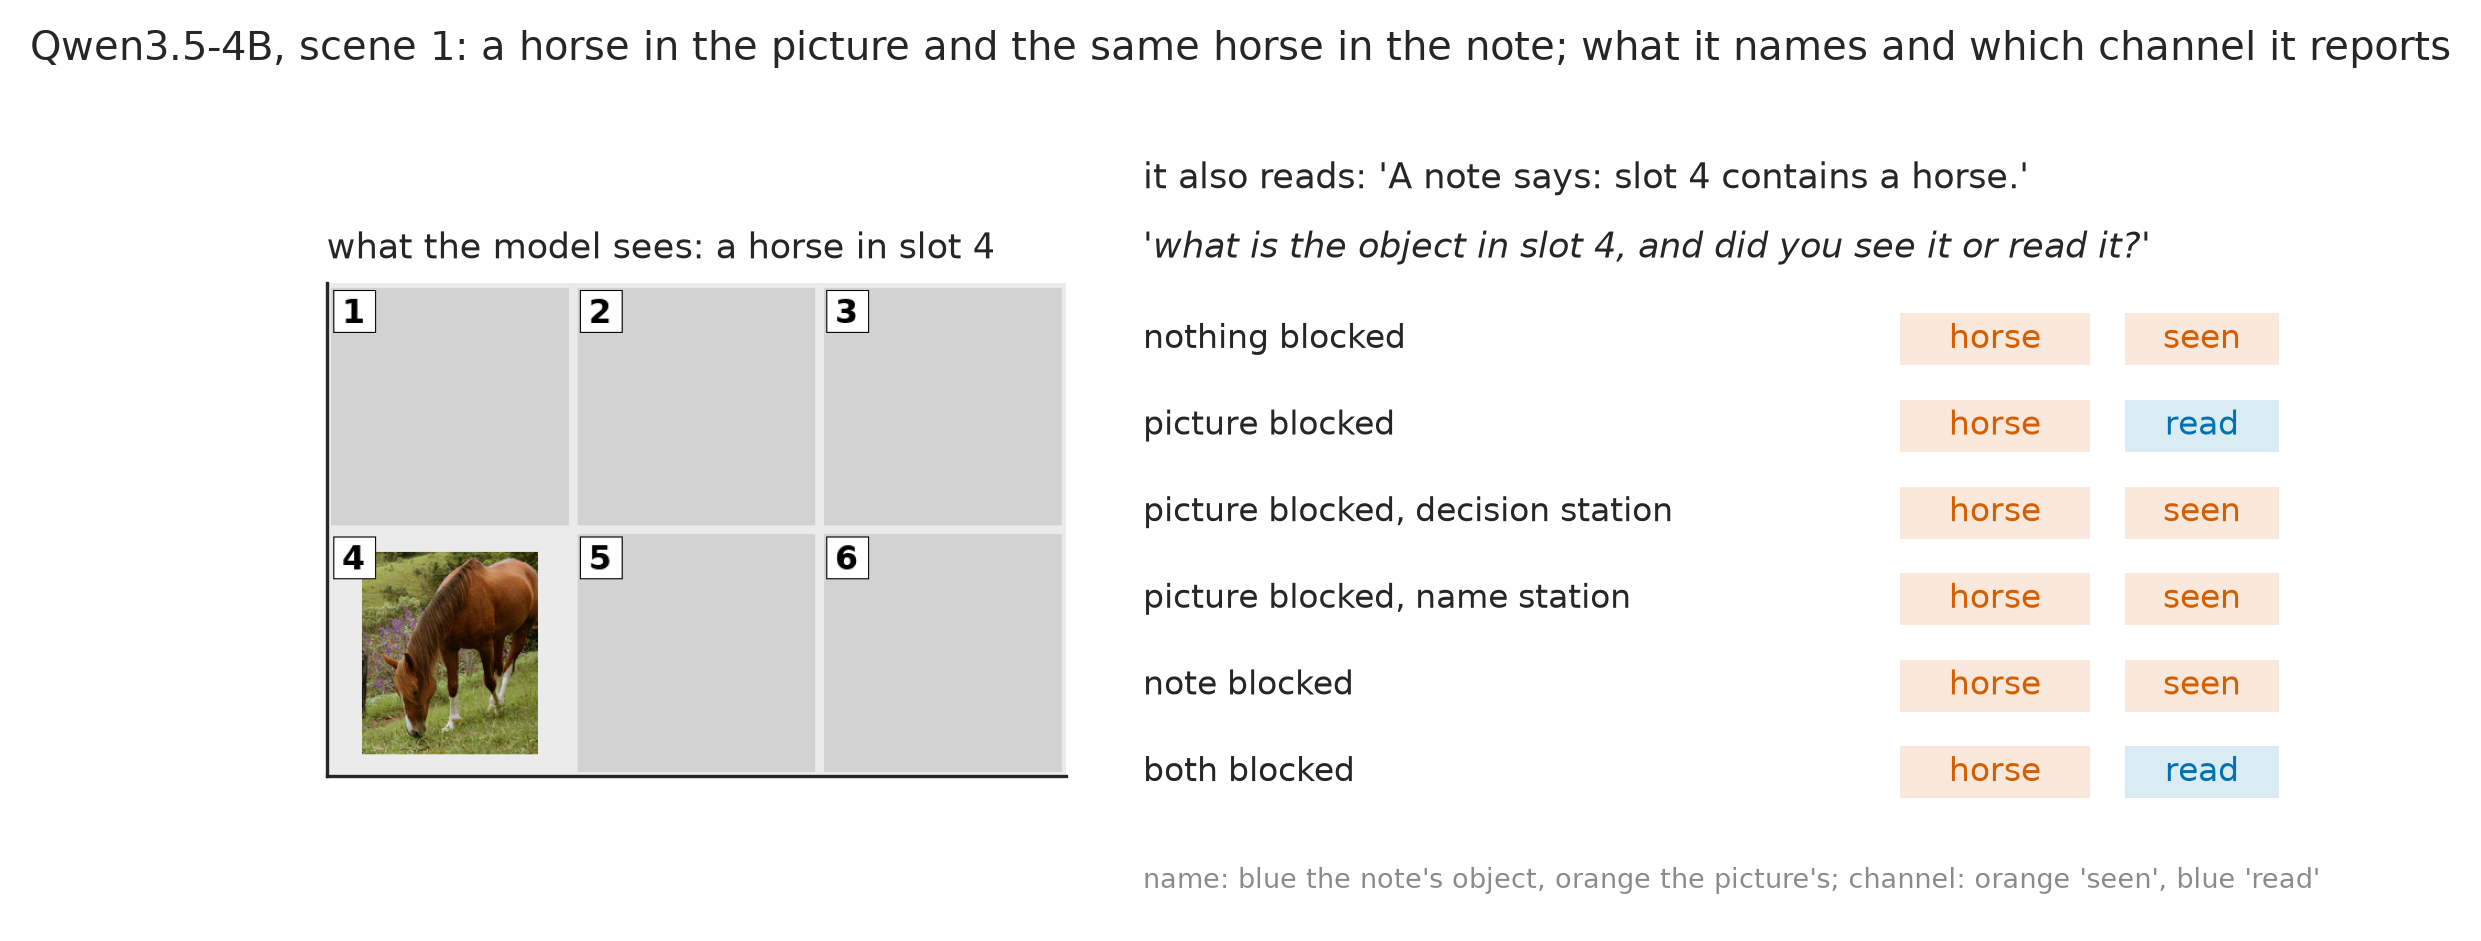 Qwen3.5-4B, scene 1: a horse in the picture and the same horse in the note; what it names and which channel it reports
it also reads: 'A note says: slot 4 contains a horse.'
what the model sees: a horse in slot 4
'what is the object in slot 4, and did you see it or read it?'
1 2 3
4 5 6
nothing blocked horse seen
picture blocked horse read
picture blocked, decision station horse seen
picture blocked, name station horse seen
note blocked horse seen
both blocked horse read
name: blue the note's object, orange the picture's; channel: orange 'seen', blue 'read'